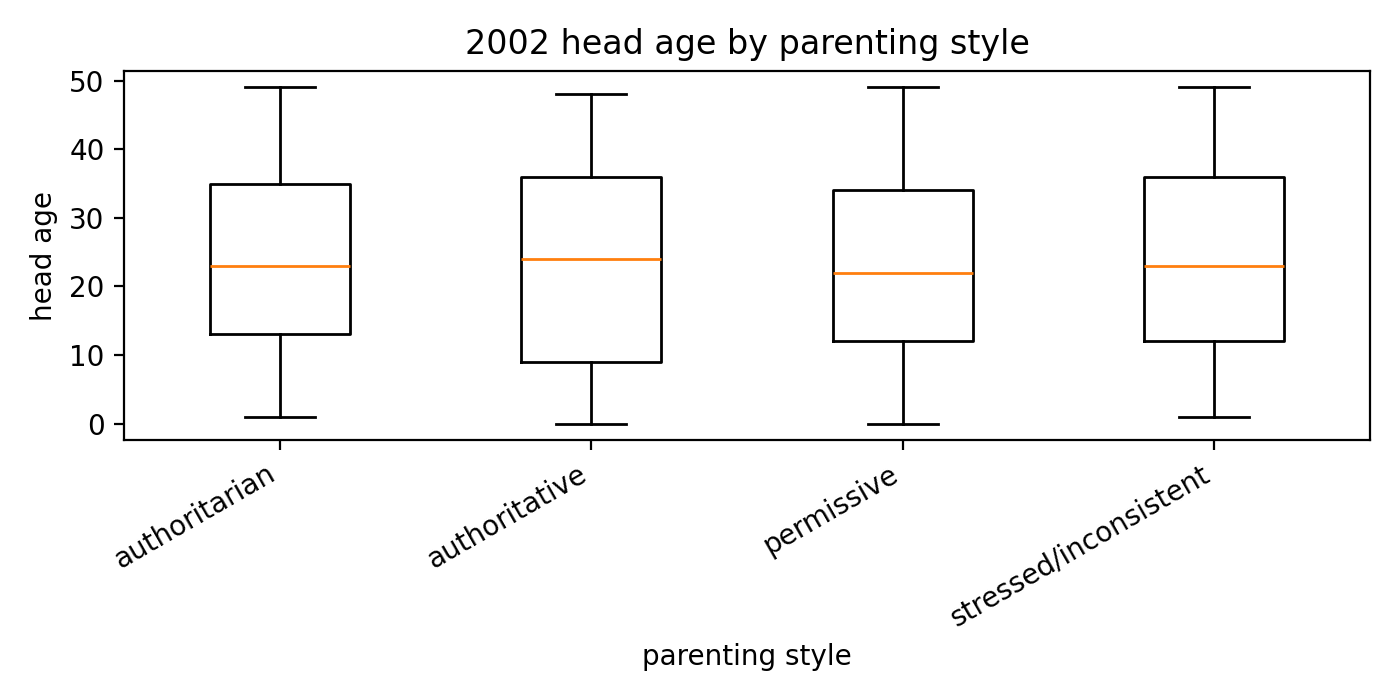 2002 head age by parenting style
head age
50
40
30
20
10
0
authoritarian
authoritative
permissive
stressed/inconsistent
parenting style